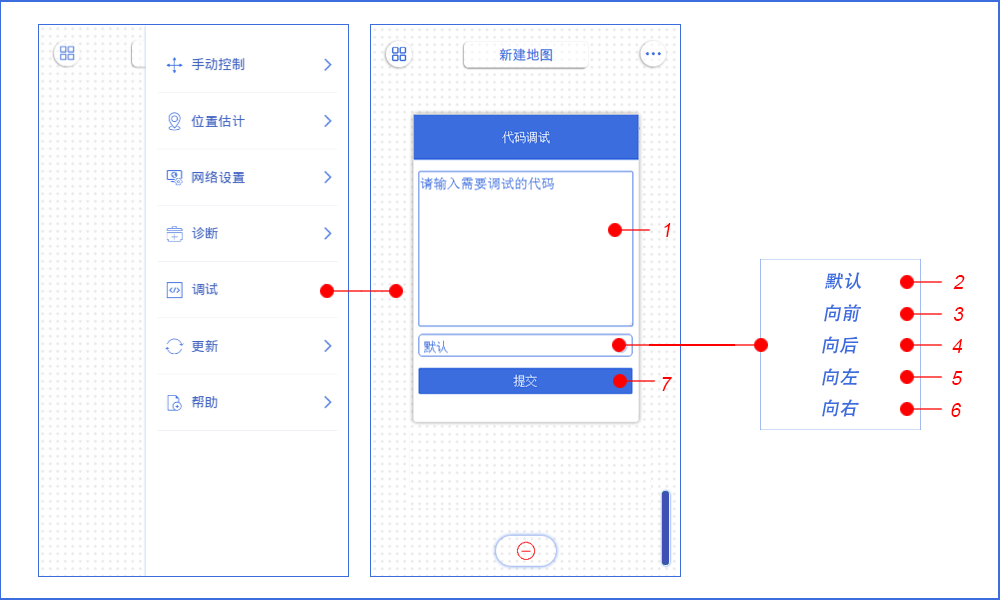 手动控制
位置估计
网络设置
诊断
调试
更新
帮助
新建地图
代码调试
请输入需要调试的代码
1
默认
提交
7
默认
2
向前
3
向后
4
向左
5
向右
6